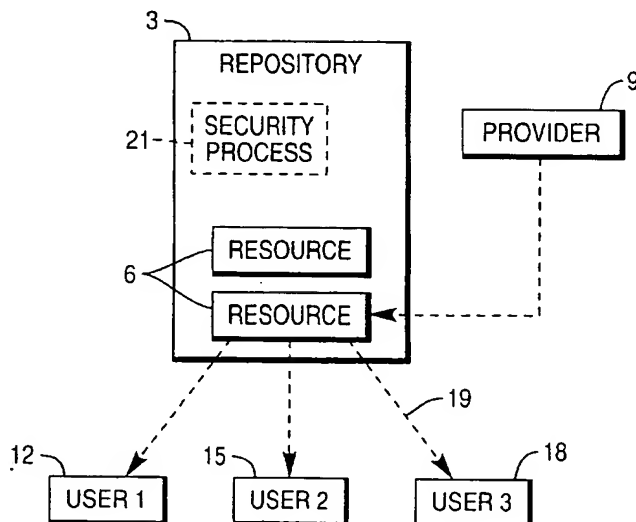 3
REPOSITORY
9
SECURITY
PROCESS
21
PROVIDER
RESOURCE
6
RESOURCE
19
12
15
18
USER 1
USER 2
USER 3